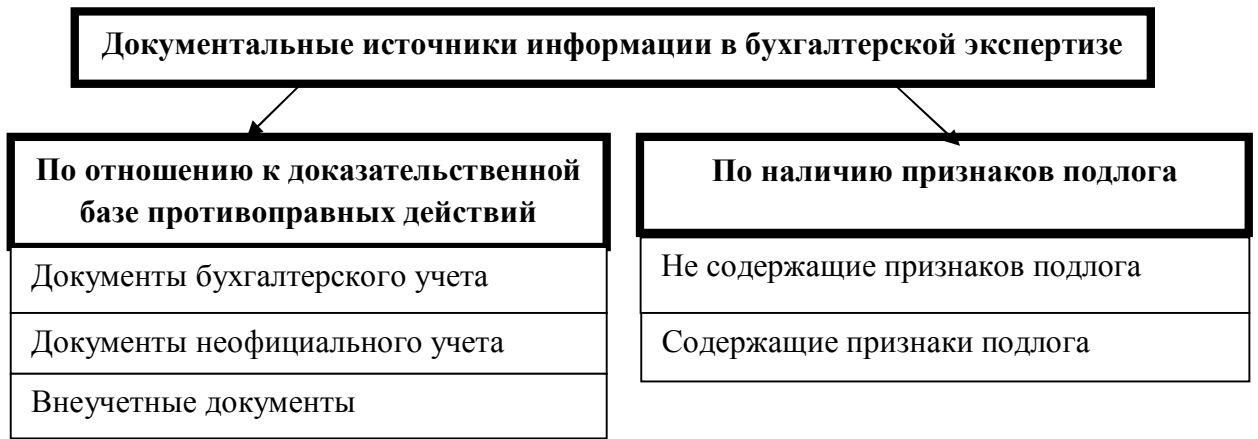 Документальные источники информации в бухгалтерской экспертизе
По отношению к доказательственной
базе противоправных действий
Документы бухгалтерского учета
Документы неофициального учета
Внеучетные документы
По наличию признаков подлога
Не содержащие признаков подлога
Содержащие признаки подлога